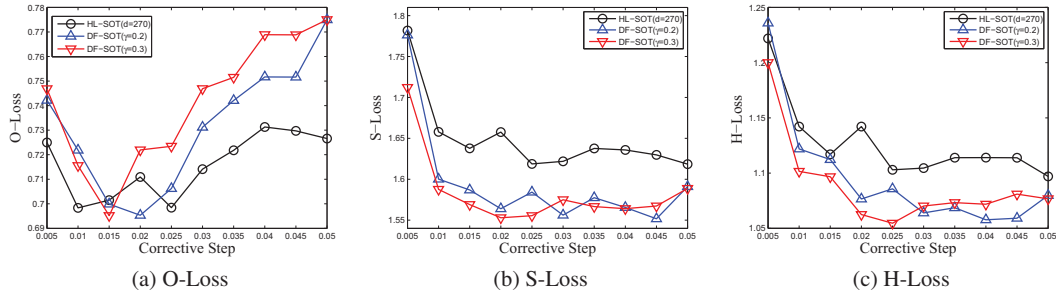 0.78
0.77
0.76
0.75
0.74
0.73
0.72
0.71
0.7
0.69
O−Loss
HL−SOT(d=270)
DF−SOT(γ=0.2)
DF−SOT(γ=0.3)
0.005 0.01 0.015 0.02 0.025 0.03 0.035 0.04 0.045 0.05
Corrective Step
(a) O-Loss
1.8
1.75
1.7
1.65
1.6
1.55
S−Loss
HL−SOT(d=270)
DF−SOT(γ=0.2)
DF−SOT(γ=0.3)
0.005 0.01 0.015 0.02 0.025 0.03 0.035 0.04 0.045 0.05
Corrective Step
(b) S-Loss
1.25
1.2
1.15
1.1
1.05
H−Loss
HL−SOT(d=270)
DF−SOT(γ=0.2)
DF−SOT(γ=0.3)
0.005 0.01 0.015 0.02 0.025 0.03 0.035 0.04 0.045 0.05
Corrective Step
(c) H-Loss